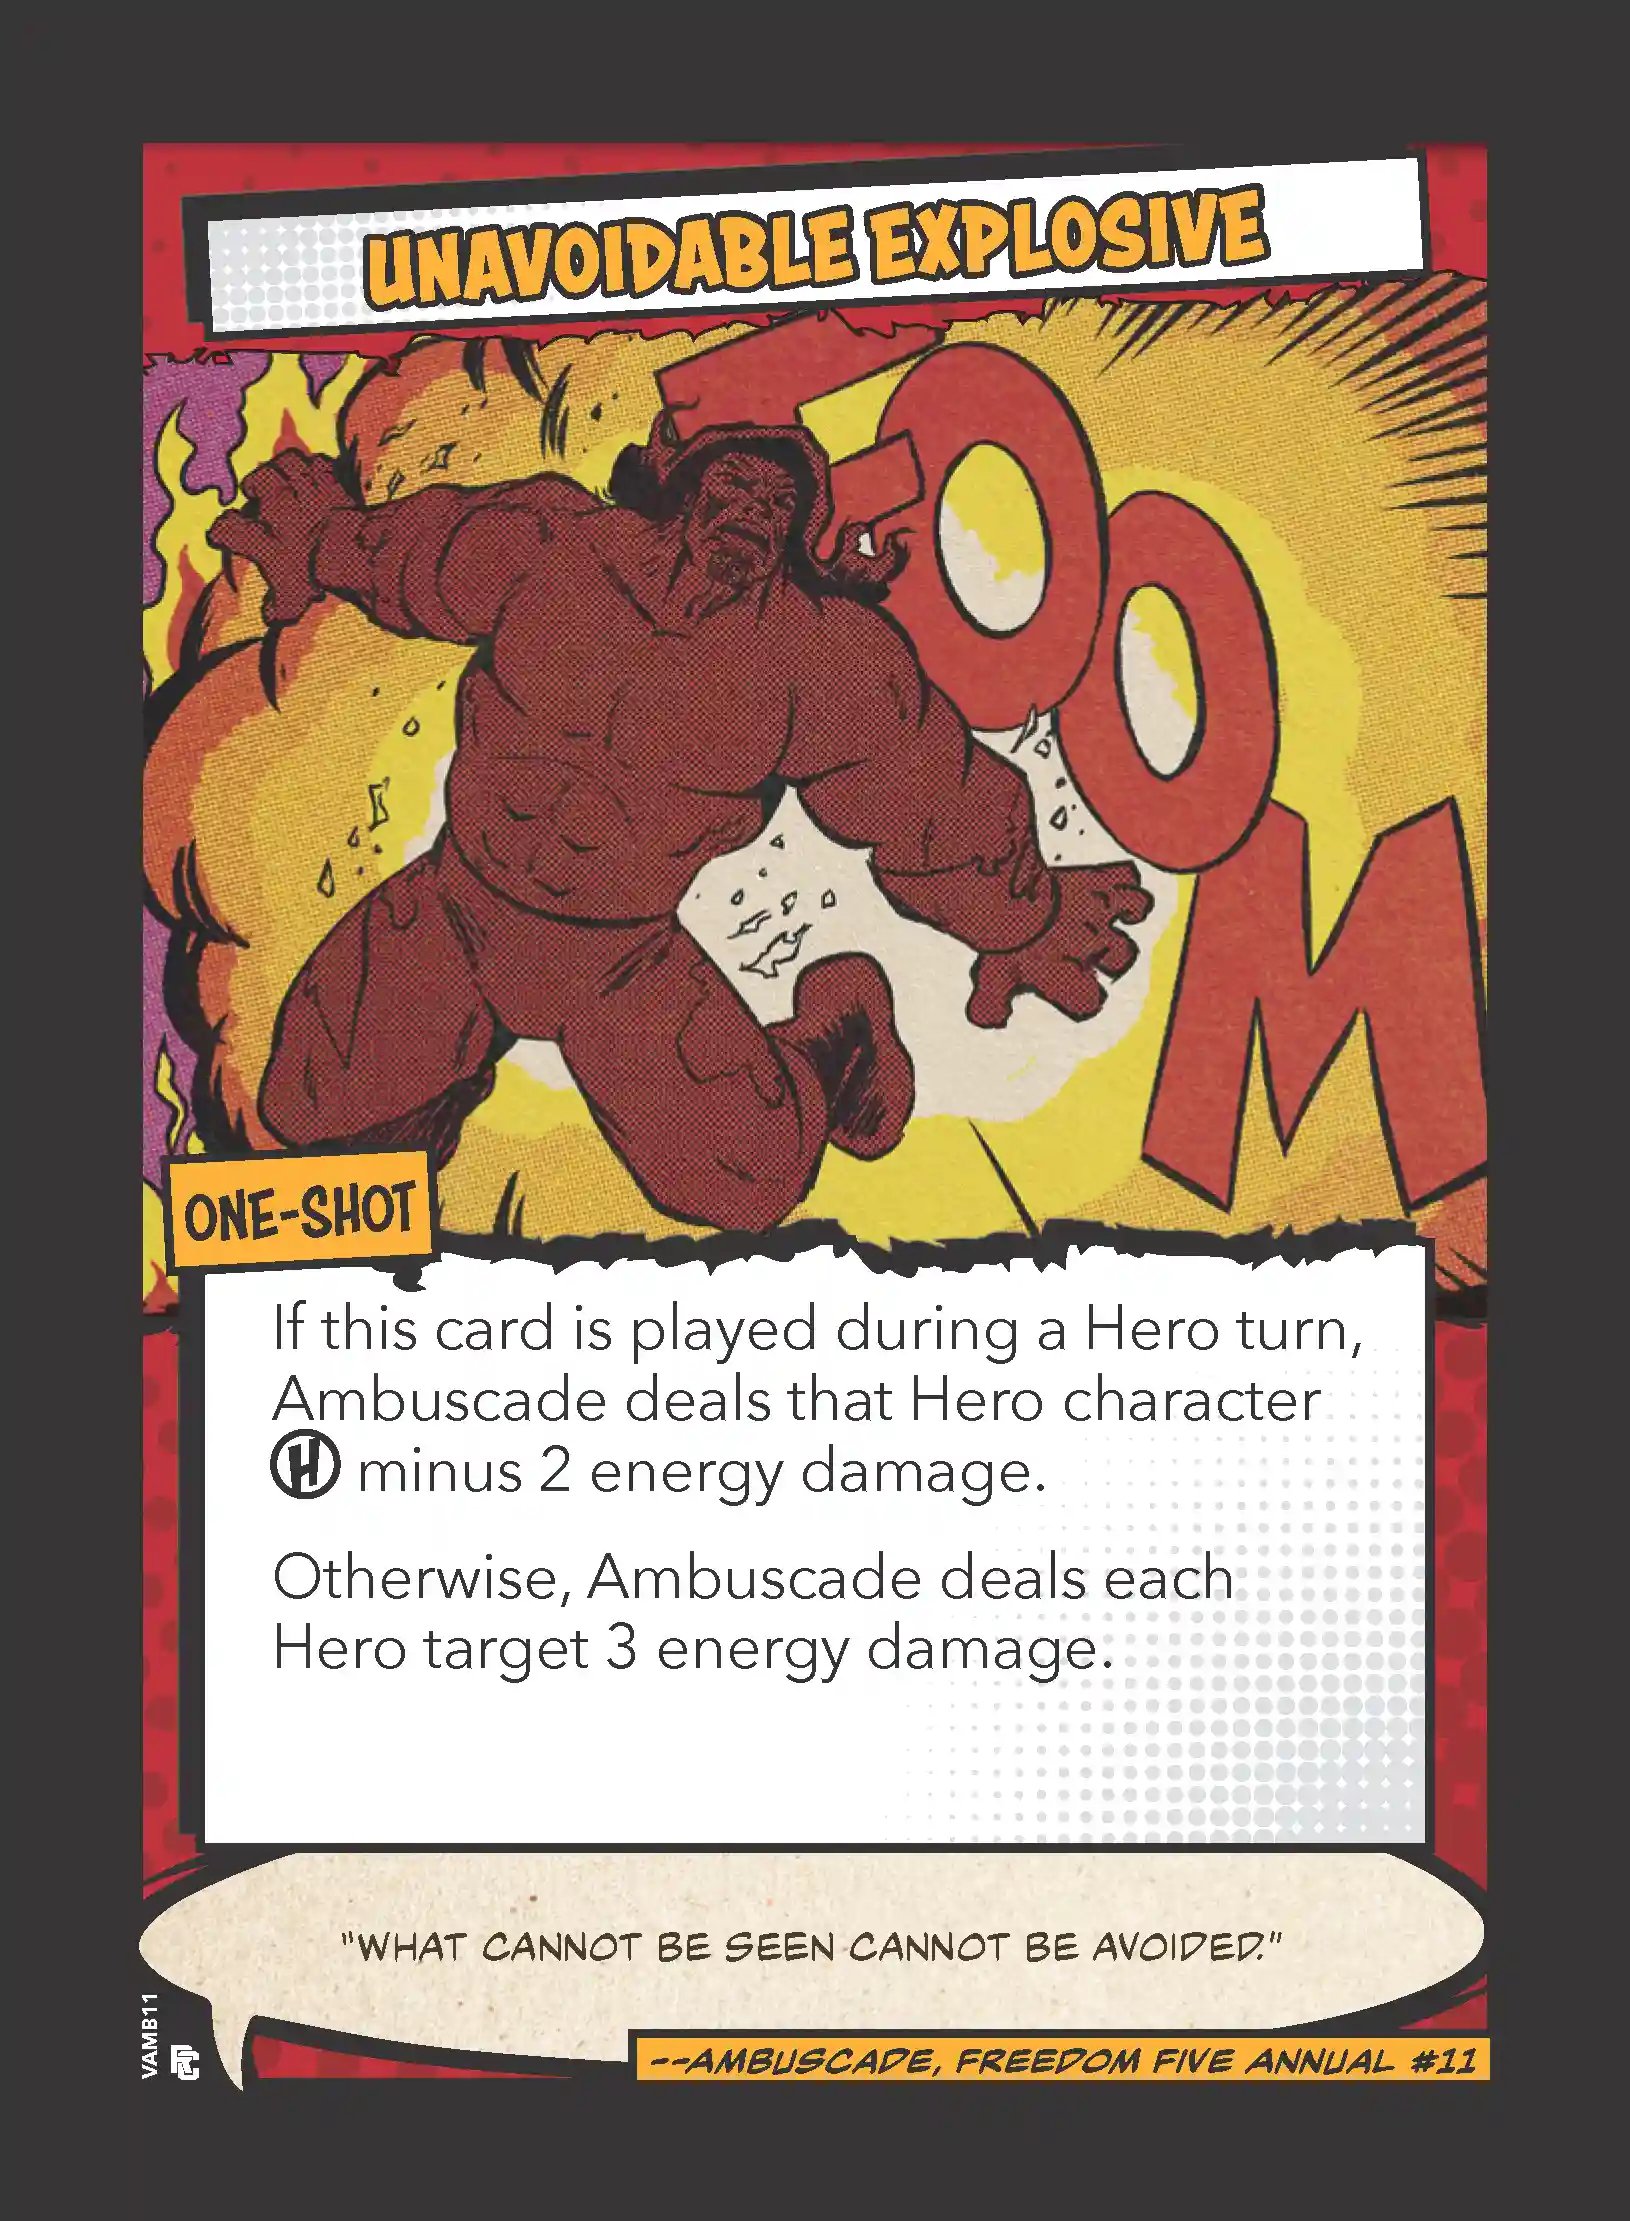 UNAVOIDABLE EXPLOSIVE
FOOM
ONE-SHOT
If this card is played during a Hero turn,
Ambuscade deals that Hero character
H minus 2 energy damage.
Otherwise, Ambuscade deals each
Hero target 3 energy damage.
"WHAT CANNOT BE SEEN CANNOT BE AVOIDED."
--AMBUSCADE, FREEDOM FIVE ANNUAL #11
VAMB11